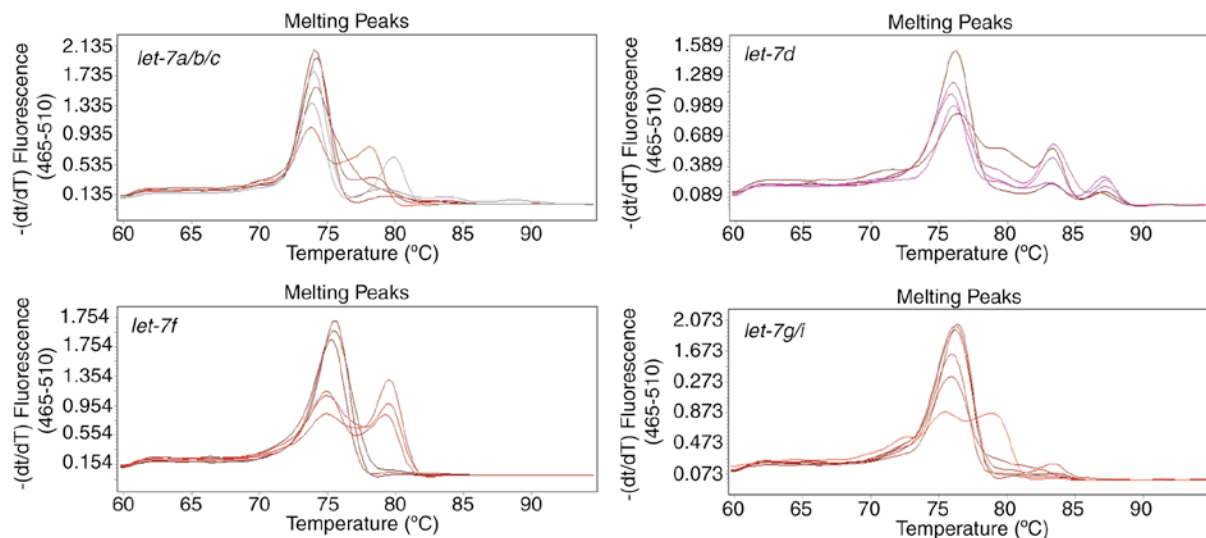 Melting Peaks
let-7a/b/c
-(dt/dT) Fluorescence
(465-510)
2.135
1.735
1.335
0.935
0.535
0.135
60 65 70 75 80 85 90
Temperature (ºC)
Melting Peaks
let-7d
-(dt/dT) Fluorescence
(465-510)
1.589
1.289
0.989
0.689
0.389
0.089
60 65 70 75 80 85 90
Temperature (ºC)
Melting Peaks
let-7f
-(dt/dT) Fluorescence
(465-510)
1.754
1.754
1.354
0.954
0.554
0.154
60 65 70 75 80 85 90
Temperature (ºC)
Melting Peaks
let-7g/i
-(dt/dT) Fluorescence
(465-510)
2.073
1.673
0.273
0.873
0.473
0.073
60 65 70 75 80 85 90
Temperature (ºC)